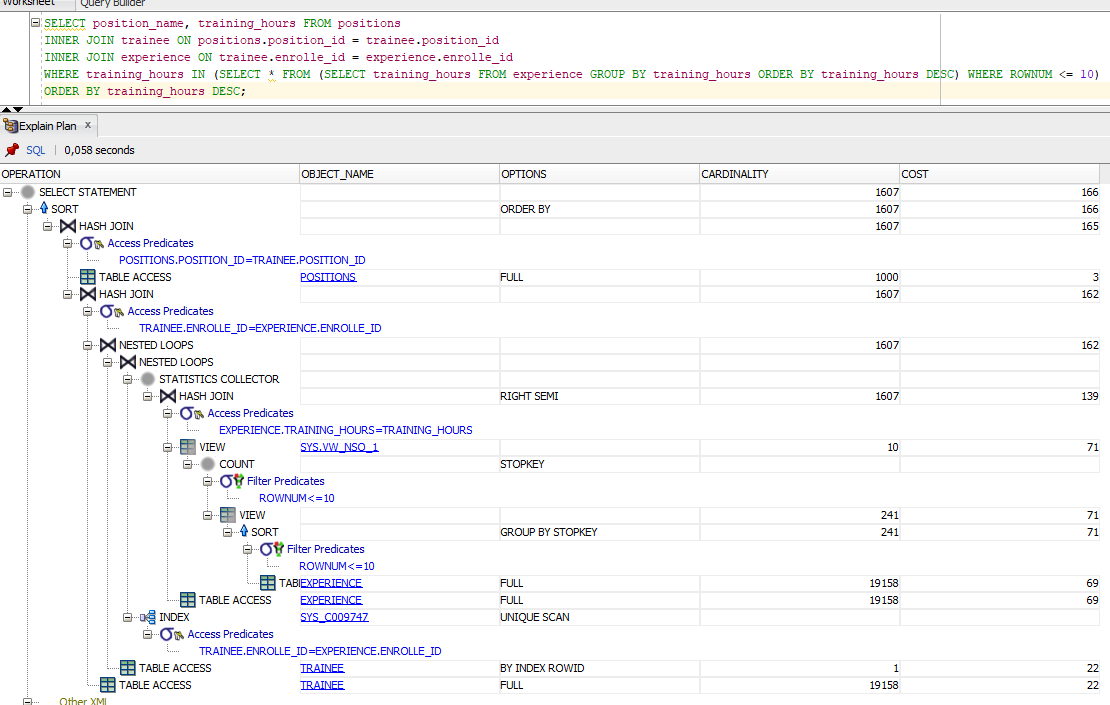 Worksheet Query Builder
SELECT position_name, training_hours FROM positions
INNER JOIN trainee ON positions.position_id = trainee.position_id
INNER JOIN experience ON trainee.enrolle_id = experience.enrolle_id
WHERE training_hours IN (SELECT * FROM (SELECT training_hours FROM experience GROUP BY training_hours ORDER BY training_hours DESC) WHERE ROWNUM <= 10)
ORDER BY training_hours DESC;
Explain Plan x
SQL | 0,058 seconds
OPERATION OBJECT_NAME OPTIONS CARDINALITY COST
SELECT STATEMENT 1607 166
SORT ORDER BY 1607 166
HASH JOIN 1607 165
Access Predicates
POSITIONS.POSITION_ID=TRAINEE.POSITION_ID
TABLE ACCESS POSITIONS FULL 1000 3
HASH JOIN 1607 162
Access Predicates
TRAINEE.ENROLLE_ID=EXPERIENCE.ENROLLE_ID
NESTED LOOPS 1607 162
NESTED LOOPS
STATISTICS COLLECTOR
HASH JOIN RIGHT SEMI 1607 139
Access Predicates
EXPERIENCE.TRAINING_HOURS=TRAINING_HOURS
VIEW SYS.VW_NSO_1 10 71
COUNT STOPKEY
Filter Predicates
ROWNUM<=10
VIEW 241 71
SORT GROUP BY STOPKEY 241 71
Filter Predicates
ROWNUM<=10
TABL EXPERIENCE FULL 19158 69
TABLE ACCESS EXPERIENCE FULL 19158 69
INDEX SYS_C009747 UNIQUE SCAN
Access Predicates
TRAINEE.ENROLLE_ID=EXPERIENCE.ENROLLE_ID
TABLE ACCESS TRAINEE BY INDEX ROWID 1 22
TABLE ACCESS TRAINEE FULL 19158 22
Other XML